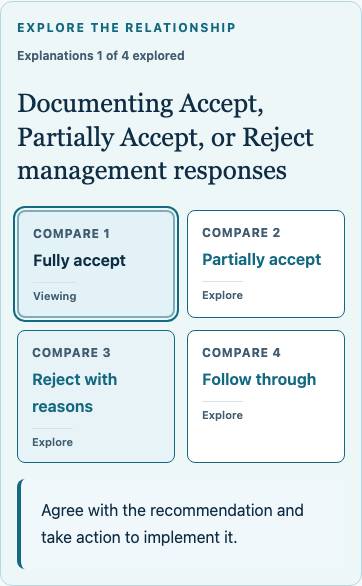 EXPLORE THE RELATIONSHIP
Explanations 1 of 4 explored
Documenting Accept,
Partially Accept, or Reject
management responses
COMPARE 1
Fully accept
Viewing
COMPARE 2
Partially accept
Explore
COMPARE 3
Reject with
reasons
Explore
COMPARE 4
Follow through
Explore
Agree with the recommendation and
take action to implement it.